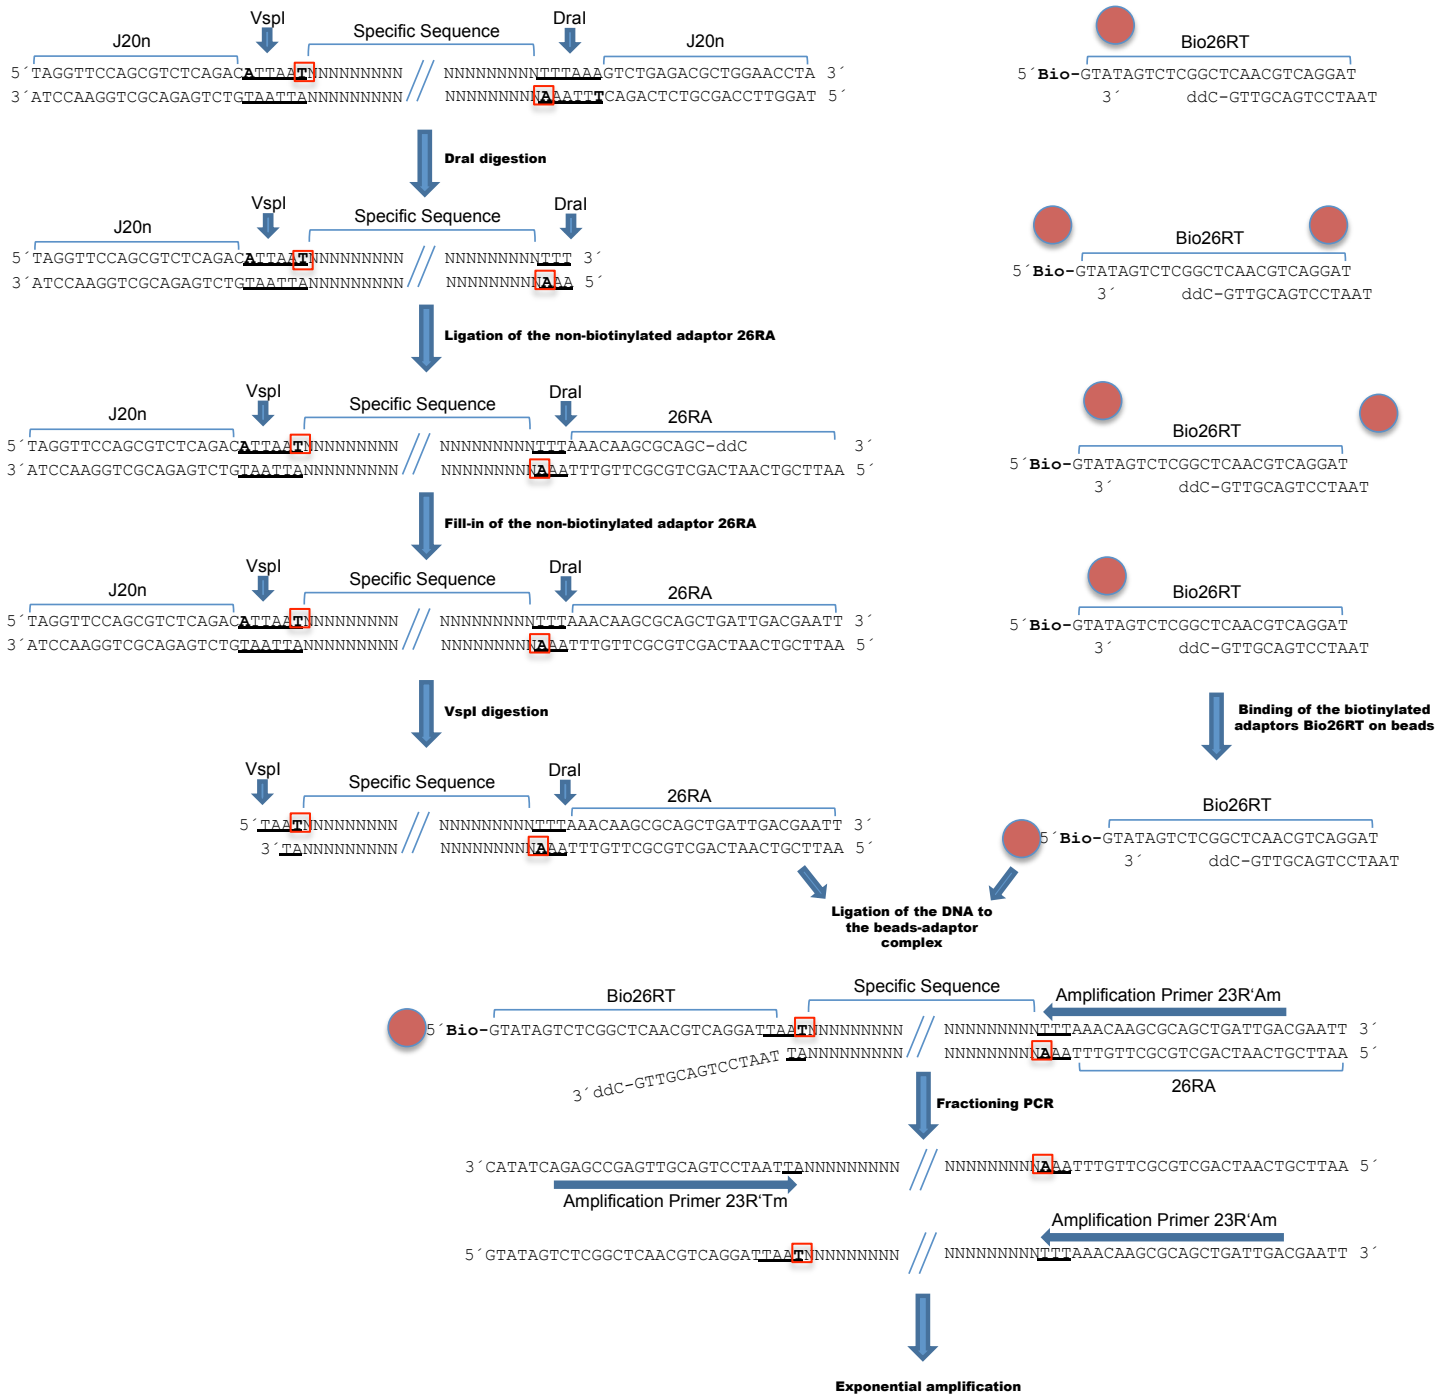 VspI DraI
J20n Specific Sequence J20n
5´TAGGTTCCAGCGTCTCAGACATTAATNNNNNNNNN NNNNNNNNNTTTAAAGTCTGAGACGCTGGAACCTA 3´
3´ATCCAAGGTCGCAGAGTCTGTAATTANNNNNNNNN NNNNNNNNNAAATTTCAGACTCTGCGACCTTGGAT 5´
Bio26RT
5´Bio-GTATAGTCTCGGCTCAACGTCAGGAT
3´ ddC-GTTGCAGTCCTAAT
DraI digestion
VspI DraI
J20n Specific Sequence
5´TAGGTTCCAGCGTCTCAGACATTAATNNNNNNNNN NNNNNNNNNTTT 3´
3´ATCCAAGGTCGCAGAGTCTGTAATTANNNNNNNNN NNNNNNNNNAAA 5´
Bio26RT
5´Bio-GTATAGTCTCGGCTCAACGTCAGGAT
3´ ddC-GTTGCAGTCCTAAT
Ligation of the non-biotinylated adaptor 26RA
VspI DraI
J20n Specific Sequence 26RA
5´TAGGTTCCAGCGTCTCAGACATTAATNNNNNNNNN NNNNNNNNNTTTAAACAAGCGCAGC-ddC 3´
3´ATCCAAGGTCGCAGAGTCTGTAATTANNNNNNNNN NNNNNNNNNAAATTTGTTCGCGTCGACTAACTGCTTAA 5´
Bio26RT
5´Bio-GTATAGTCTCGGCTCAACGTCAGGAT
3´ ddC-GTTGCAGTCCTAAT
Fill-in of the non-biotinylated adaptor 26RA
VspI DraI
J20n Specific Sequence 26RA
5´TAGGTTCCAGCGTCTCAGACATTAATNNNNNNNNN NNNNNNNNNTTTAAACAAGCGCAGCTGATTGACGAATT 3´
3´ATCCAAGGTCGCAGAGTCTGTAATTANNNNNNNNN NNNNNNNNNAAATTTGTTCGCGTCGACTAACTGCTTAA 5´
Bio26RT
5´Bio-GTATAGTCTCGGCTCAACGTCAGGAT
3´ ddC-GTTGCAGTCCTAAT
VspI digestion
Binding of the biotinylated
adaptors Bio26RT on beads
VspI DraI
Specific Sequence 26RA
5´TAATNNNNNNNNN NNNNNNNNNTTTAAACAAGCGCAGCTGATTGACGAATT 3´
3´TANNNNNNNNN NNNNNNNNNAAATTTGTTCGCGTCGACTAACTGCTTAA 5´
Bio26RT
5´Bio-GTATAGTCTCGGCTCAACGTCAGGAT
3´ ddC-GTTGCAGTCCTAAT
Ligation of the DNA to
the beads-adaptor
complex
Bio26RT Specific Sequence Amplification Primer 23R'Am
5´Bio-GTATAGTCTCGGCTCAACGTCAGGATTAATNNNNNNNNN NNNNNNNNNTTTAAACAAGCGCAGCTGATTGACGAATT 3´
3´ddC-GTTGCAGTCCTAAT TANNNNNNNNN NNNNNNNNNAAATTTGTTCGCGTCGACTAACTGCTTAA 5´
26RA
Fractioning PCR
3´CATATCAGAGCCGAGTTGCAGTCCTAATTANNNNNNNNN NNNNNNNNNAAATTTGTTCGCGTCGACTAACTGCTTAA 5´
Amplification Primer 23R'Tm
Amplification Primer 23R'Am
5´GTATAGTCTCGGCTCAACGTCAGGATTAATNNNNNNNNN NNNNNNNNNTTTAAACAAGCGCAGCTGATTGACGAATT 3´
Exponential amplification